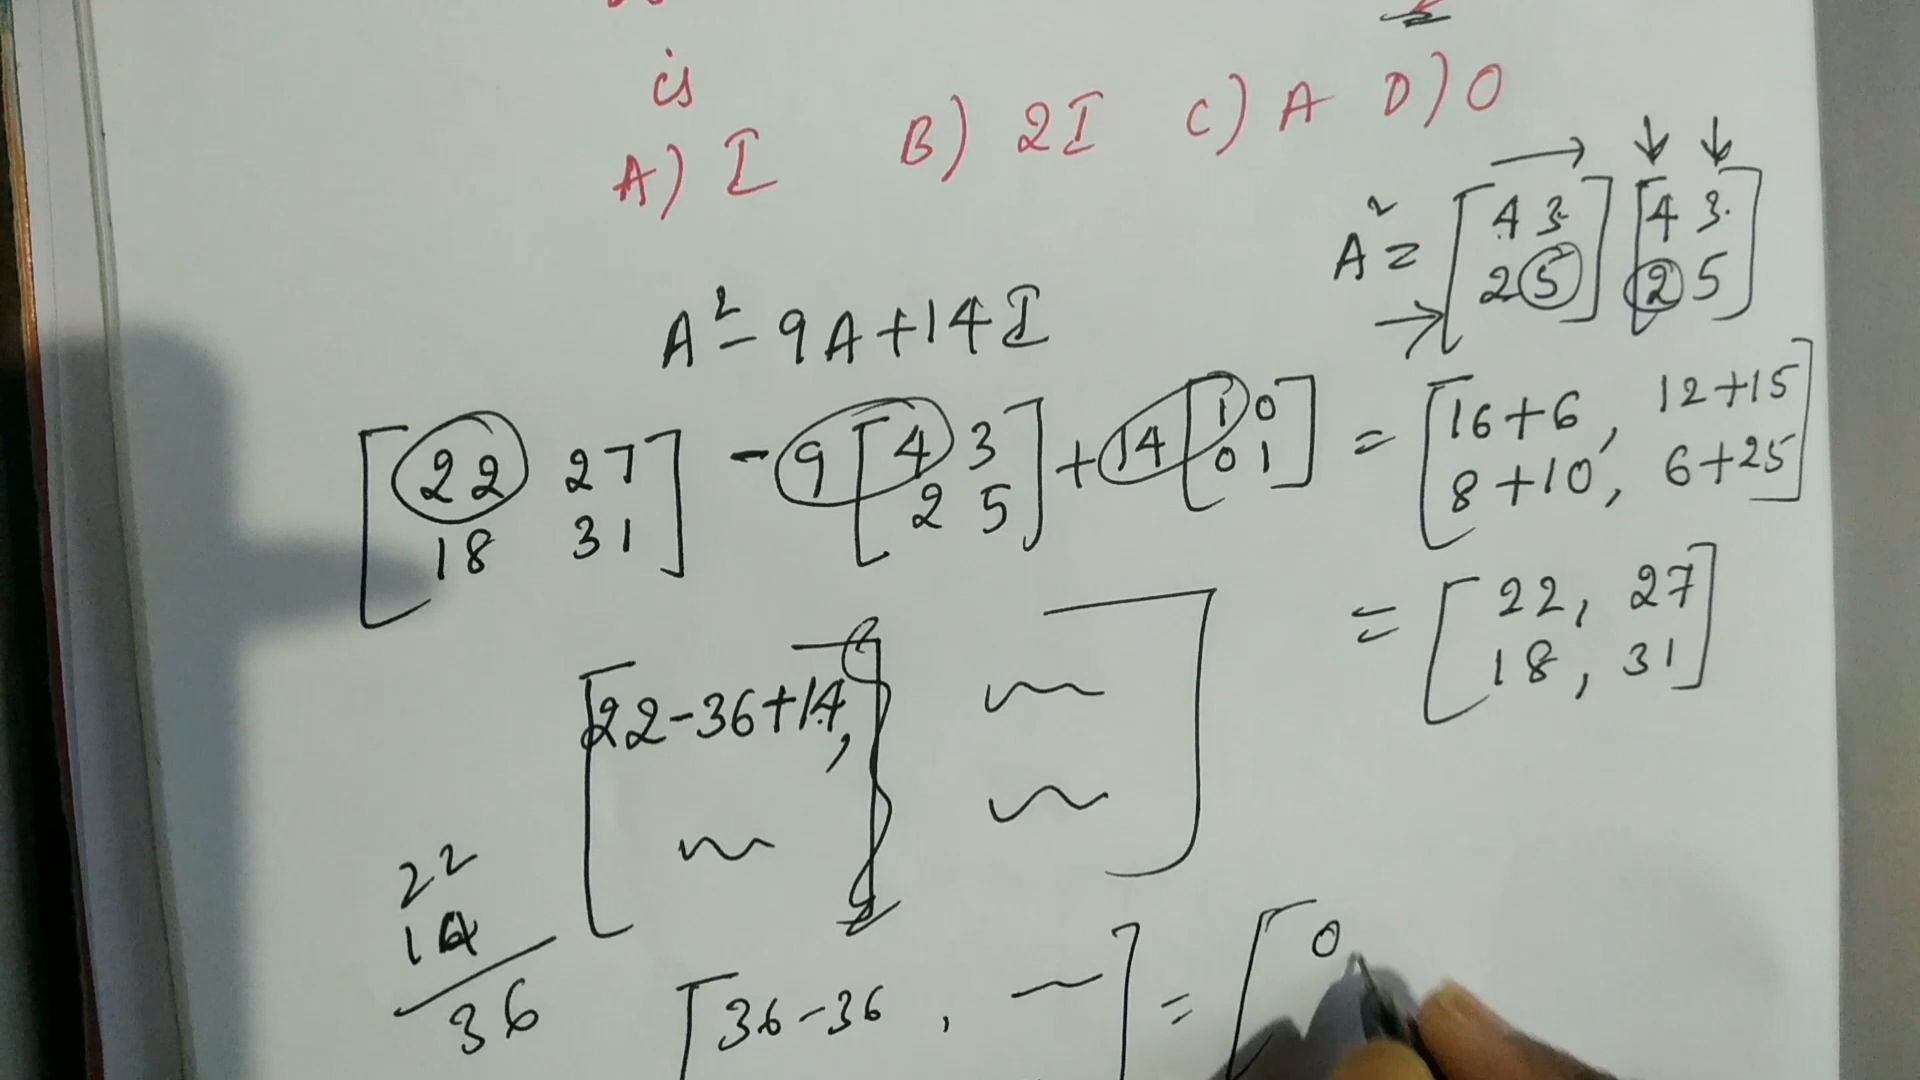 is
A) I B) 2I C) A D) 0
A² = [4 3 2 5] [4 3 2 5]
A² - 9A + 14I
[22 27 18 31] - 9 [4 3 2 5] + 14 [1 0 0 1]
= [16+6, 12+15 8+10, 6+25]
= [22, 27 18, 31]
[22-36+14,
22
14
36
[36-36, ] = [0